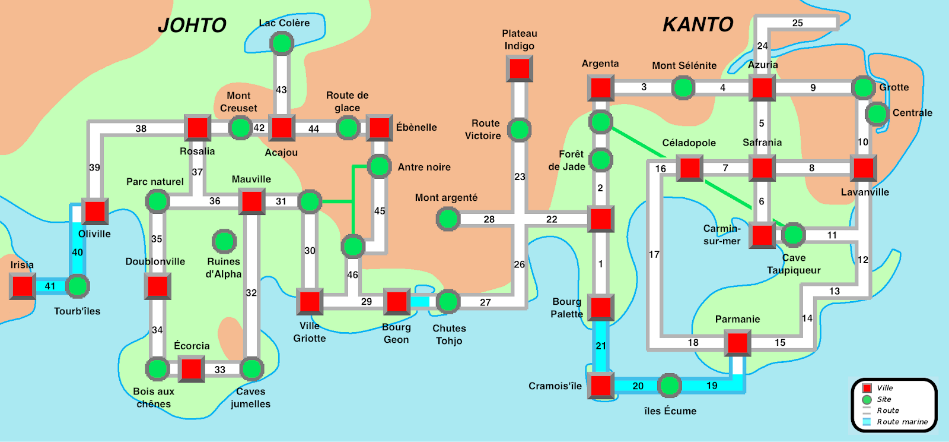 JOHTO
Lac Colère
KANTO
25
24
Plateau
Indigo
Argenta
Mont Sélénite
Azuria
3
4
9
Grotte
43
Mont
Creuset
Route de
glace
Centrale
38
42
44
Ébènelle
Route
Victoire
5
10
Rosalia
Acajou
Forêt
de Jade
Céladopole
Safrania
39
37
Antre noire
23
16
7
8
Parc naturel
Mauville
2
Lavanville
36
31
Mont argenté
6
45
28
22
Oliville
35
30
Ruines
d'Alpha
Carmin-
sur-mer
11
40
Doublonville
46
26
1
17
Cave
Taupiqueur
12
Irisia
41
32
13
29
27
Bourg
Palette
Tourb'îles
14
34
Ville
Griotte
Bourg
Geon
Chutes
Tohjo
Parmanie
21
18
15
Écorcia
33
Cramois'île
20
19
Bois aux
chênes
Caves
jumelles
îles Écume
Ville
Site
Route
Route marine